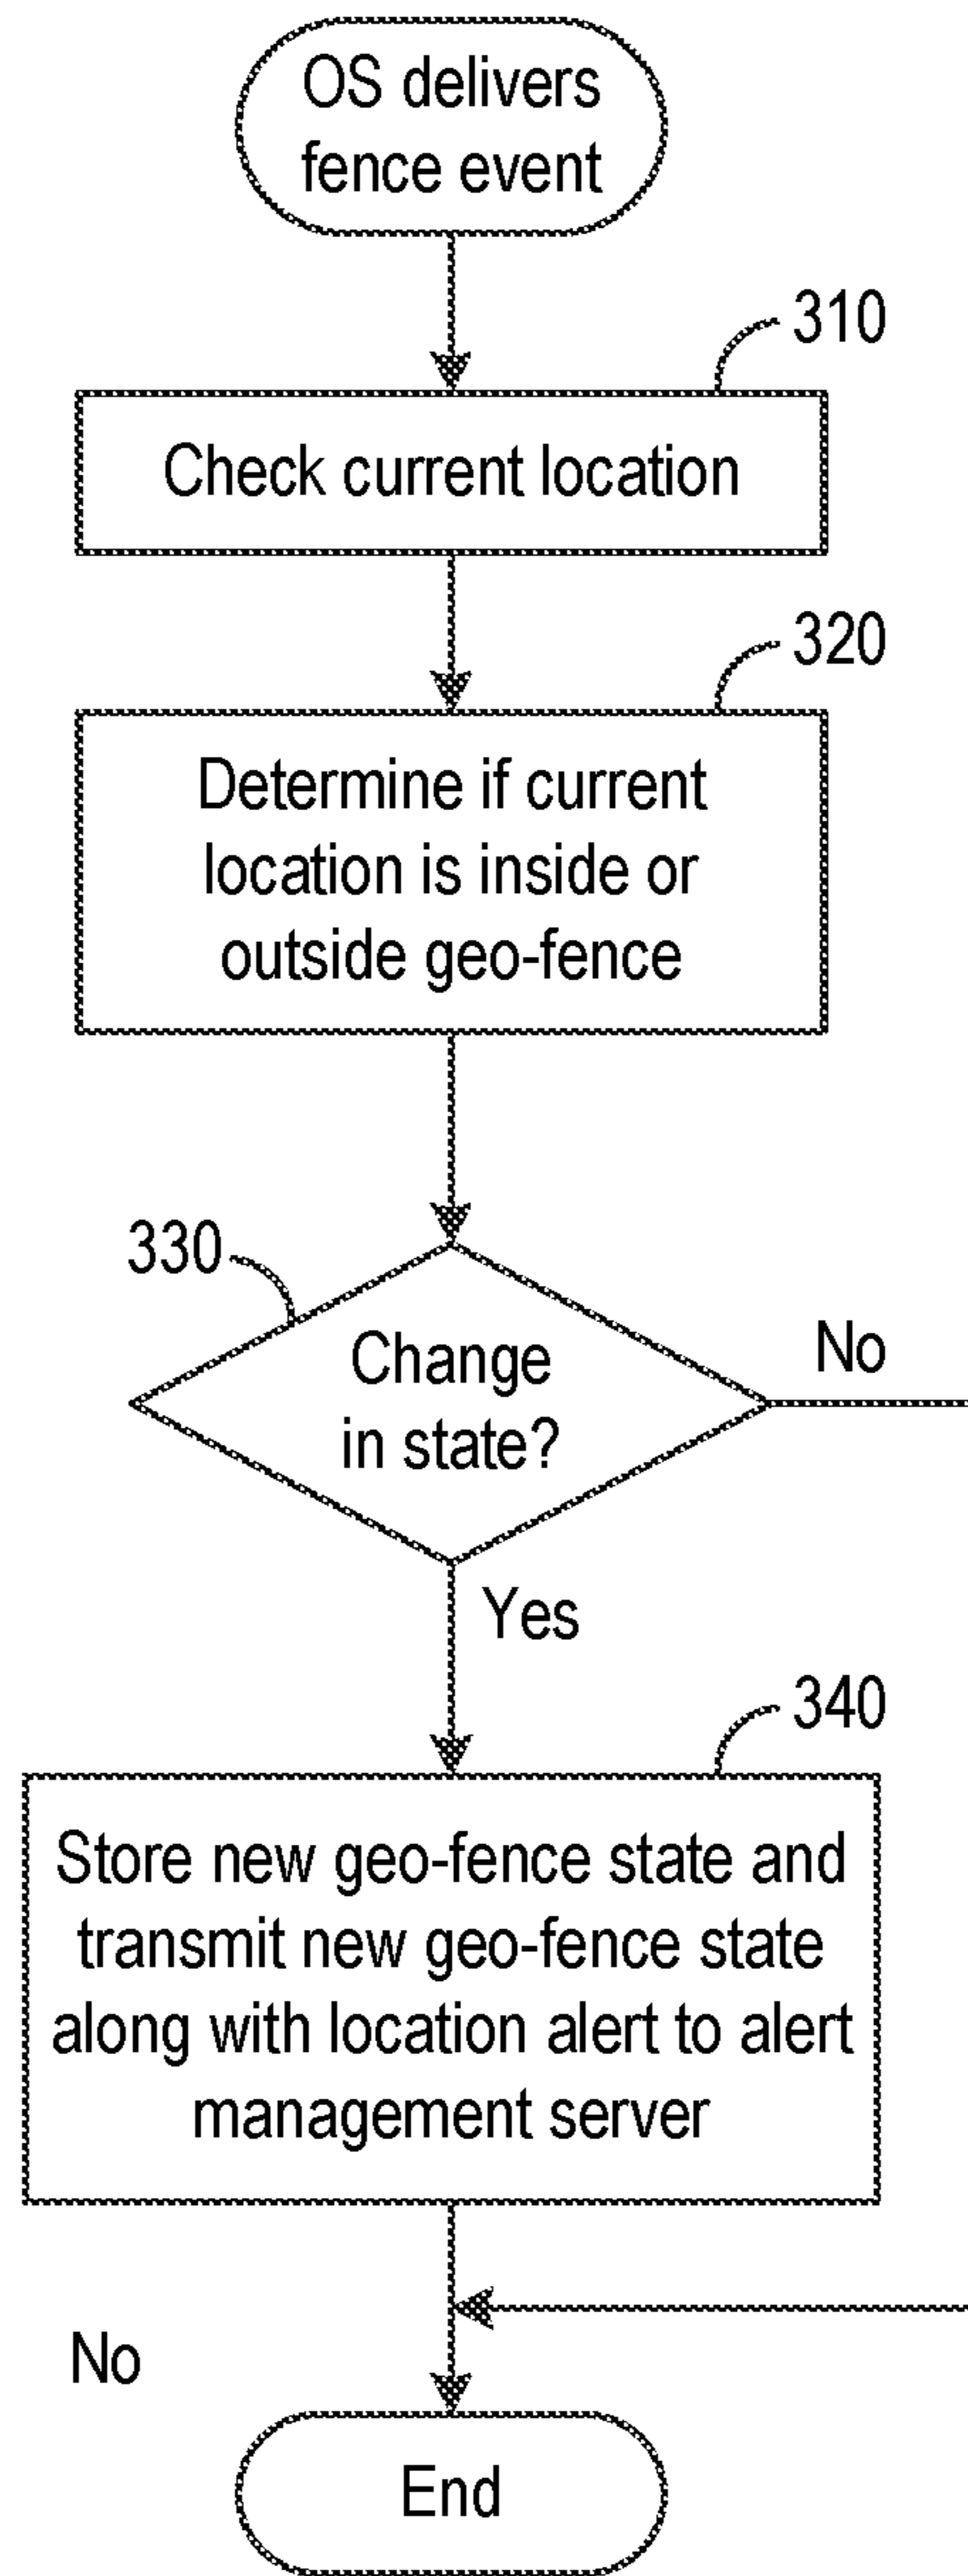 OS delivers
fence event
310
Check current location
320
Determine if current
location is inside or
outside geo-fence
330
Change
in state?
No
Yes
340
Store new geo-fence state and
transmit new geo-fence state
along with location alert to alert
management server
No
End